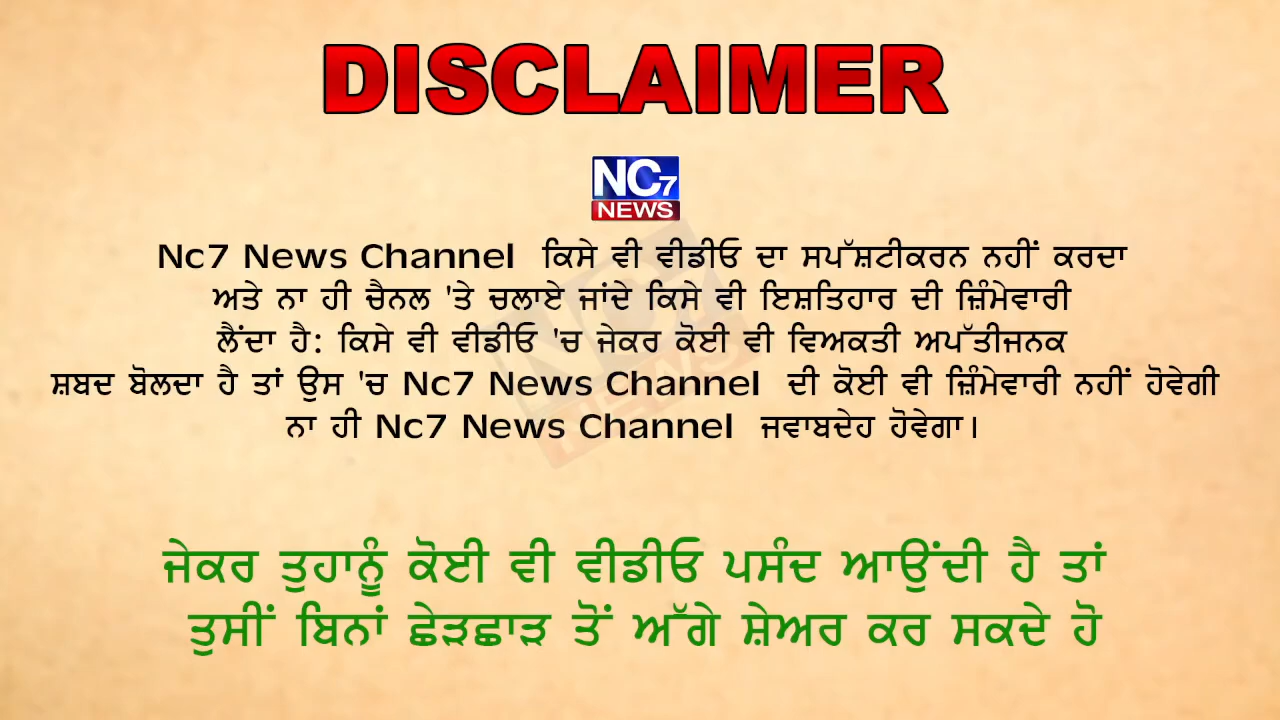 DISCLAIMER
NC7
NEWS
Nc7 News Channel ਕਿਸੇ ਵੀ ਵੀਡੀਓ ਦਾ ਸਪੱਸ਼ਟੀਕਰਨ ਨਹੀਂ ਕਰਦਾ
ਅਤੇ ਨਾ ਹੀ ਚੈਨਲ 'ਤੇ ਚਲਾਏ ਜਾਂਦੇ ਕਿਸੇ ਵੀ ਇਸ਼ਤਿਹਾਰ ਦੀ ਜ਼ਿੰਮੇਵਾਰੀ
ਲੈਂਦਾ ਹੈ: ਕਿਸੇ ਵੀ ਵੀਡੀਓ 'ਚ ਜੇਕਰ ਕੋਈ ਵੀ ਵਿਅਕਤੀ ਅਪੱਤੀਜਨਕ
ਸ਼ਬਦ ਬੋਲਦਾ ਹੈ ਤਾਂ ਉਸ 'ਚ Nc7 News Channel ਦੀ ਕੋਈ ਵੀ ਜ਼ਿੰਮੇਵਾਰੀ ਨਹੀਂ ਹੋਵੇਗੀ
ਨਾ ਹੀ Nc7 News Channel ਜਵਾਬਦੇਹ ਹੋਵੇਗਾ।
ਜੇਕਰ ਤੁਹਾਨੂੰ ਕੋਈ ਵੀ ਵੀਡੀਓ ਪਸੰਦ ਆਉਂਦੀ ਹੈ ਤਾਂ
ਤੁਸੀਂ ਬਿਨਾਂ ਛੇੜਛਾੜ ਤੋਂ ਅੱਗੇ ਸ਼ੇਅਰ ਕਰ ਸਕਦੇ ਹੋ